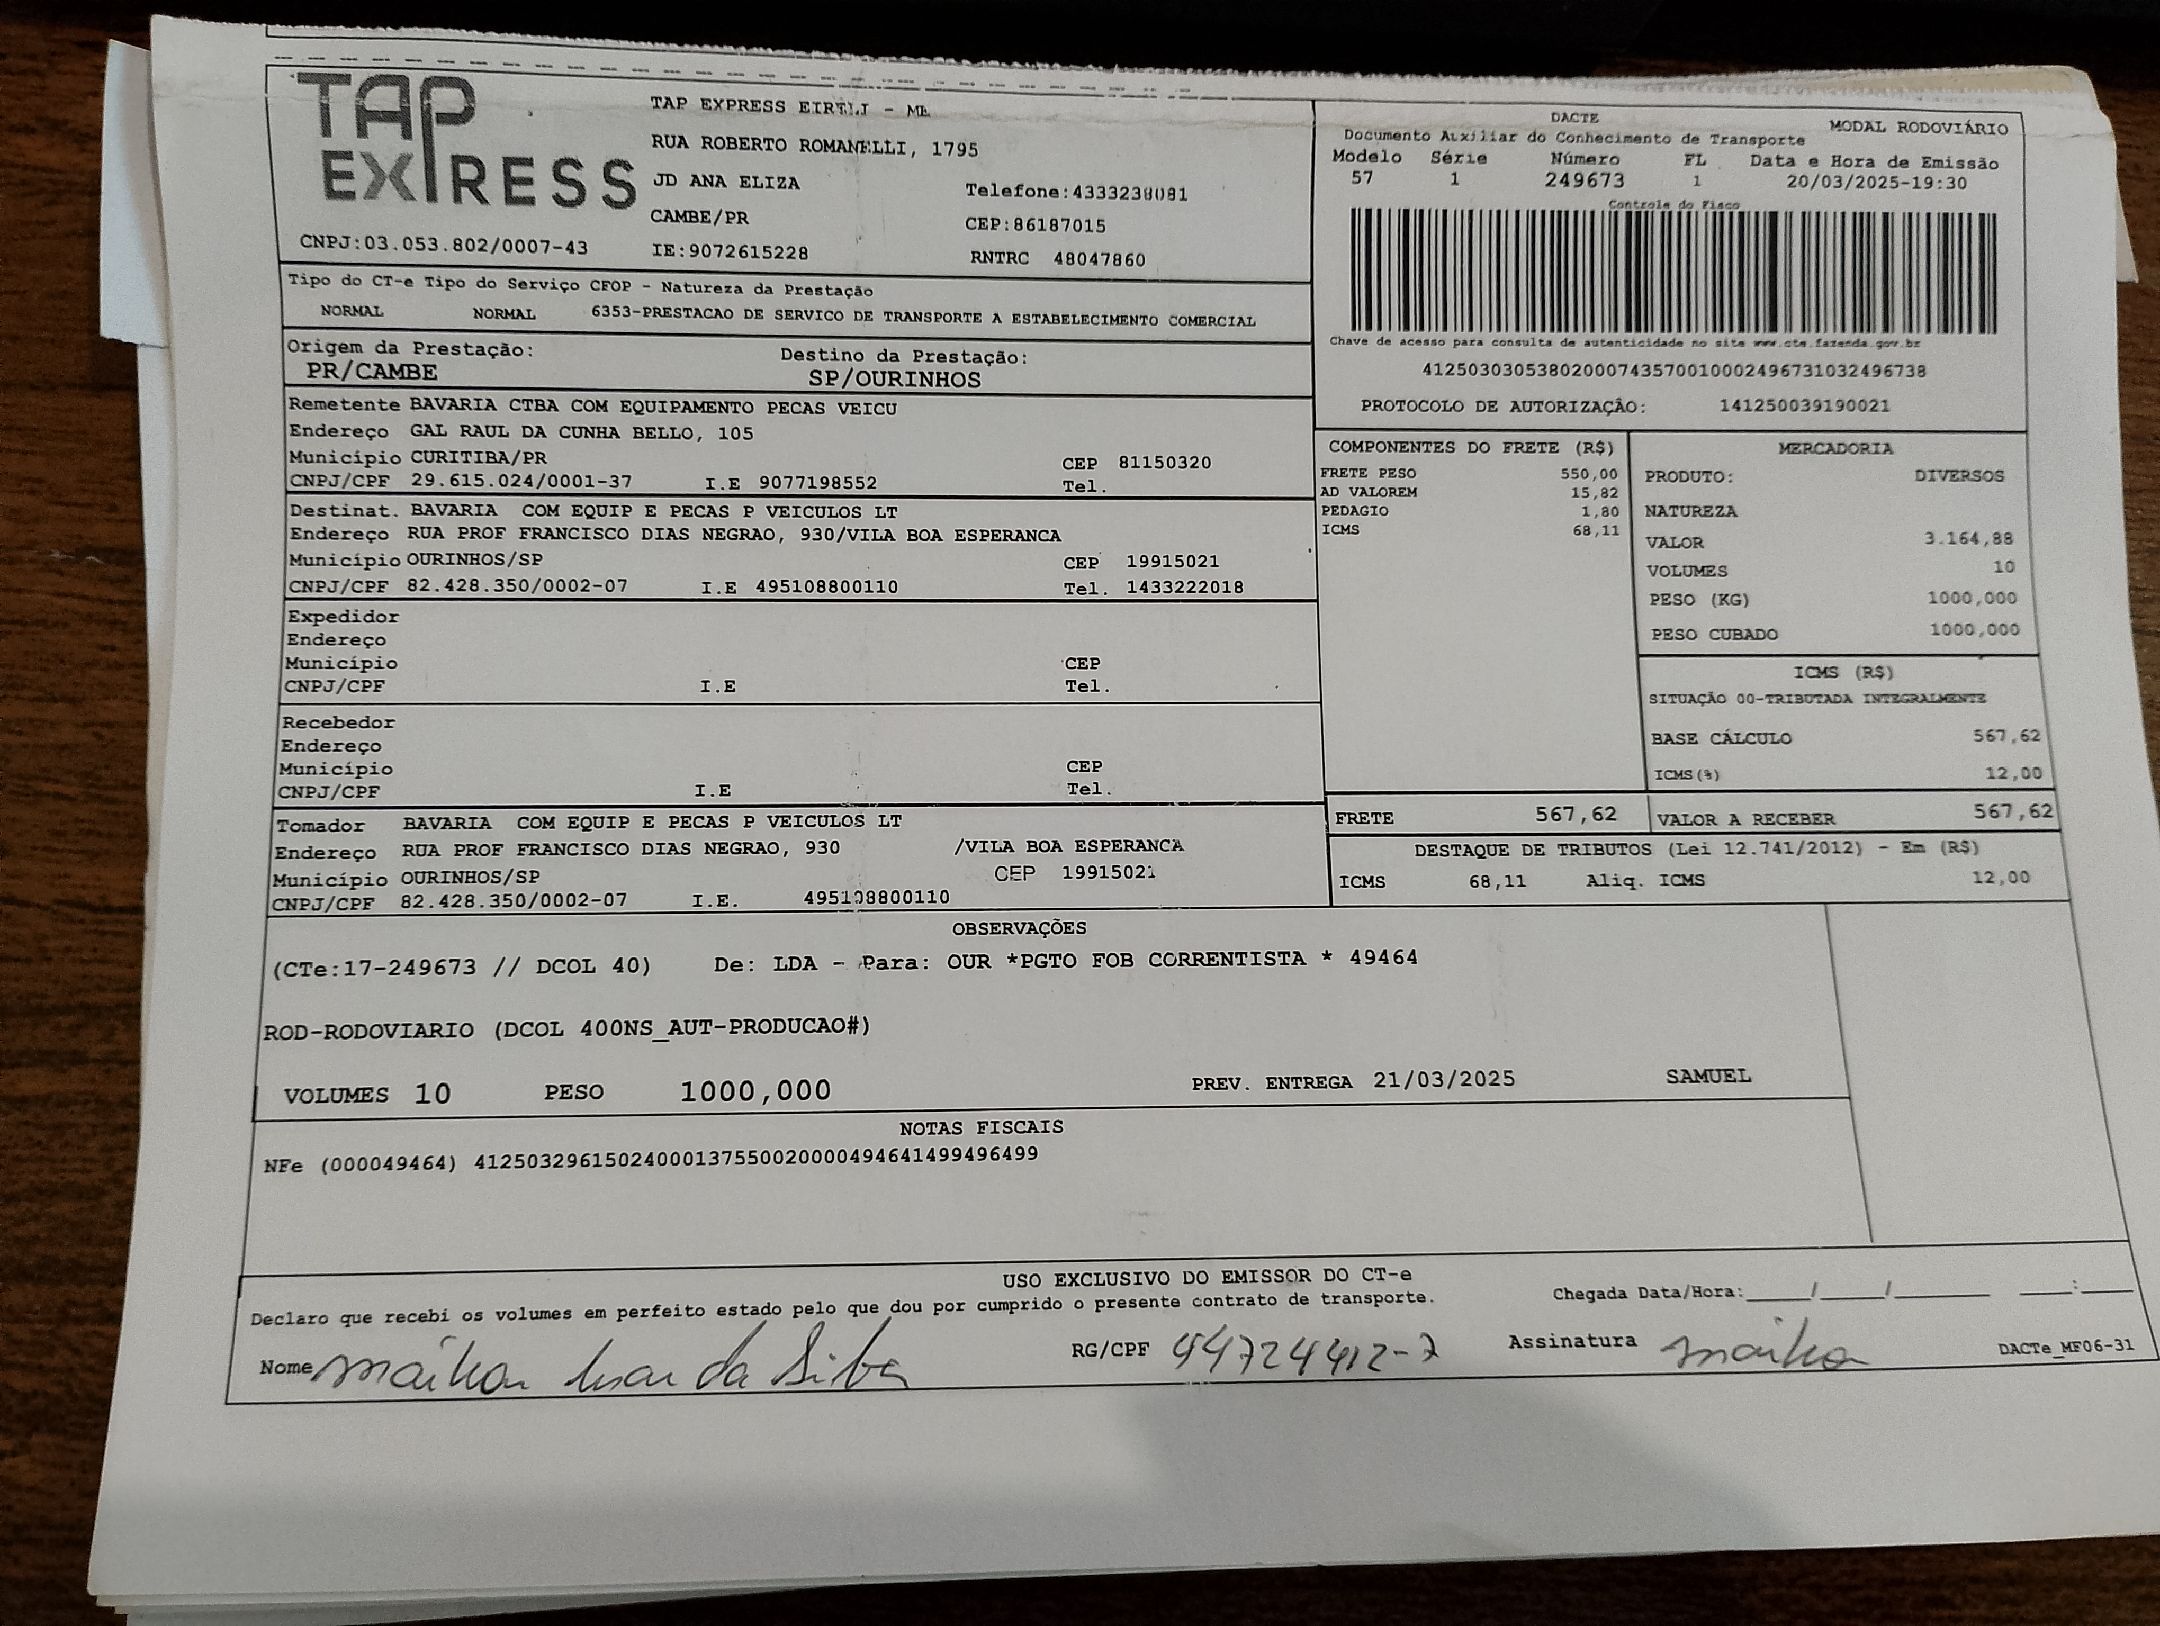 TAP EXPRESS
TAP EXPRESS EIRELI - ME
RUA ROBERTO ROMANELLI, 1795
JD ANA ELIZA Telefone:4333238081
CAMBE/PR CEP:86187015
CNPJ:03.053.802/0007-43 IE:9072615228 RNTRC 48047860
DACTE MODAL RODOVIÁRIO
Documento Auxiliar do Conhecimento de Transporte
Modelo Série Número FL Data e Hora de Emissão
57 1 249673 1 20/03/2025-19:30
Controle do Fisco
Chave de acesso para consulta de autenticidade no site www.cte.fazenda.gov.br
41250303053802000743570010002496731032496738
PROTOCOLO DE AUTORIZAÇÂO: 141250039190021
Tipo do CT-e Tipo do Serviço CFOP - Natureza da Prestação
NORMAL NORMAL 6353-PRESTACAO DE SERVICO DE TRANSPORTE A ESTABELECIMENTO COMERCIAL
Origem da Prestação: Destino da Prestação:
PR/CAMBE SP/OURINHOS
Remetente BAVARIA CTBA COM EQUIPAMENTO PECAS VEICU
Endereço GAL RAUL DA CUNHA BELLO, 105
Município CURITIBA/PR CEP 81150320
CNPJ/CPF 29.615.024/0001-37 I.E 9077198552 Tel.
Destinat. BAVARIA COM EQUIP E PECAS P VEICULOS LT
Endereço RUA PROF FRANCISCO DIAS NEGRAO, 930/VILA BOA ESPERANCA
Município OURINHOS/SP CEP 19915021
CNPJ/CPF 82.428.350/0002-07 I.E 495108800110 Tel. 1433222018
Expedidor
Endereço
Município CEP
CNPJ/CPF I.E Tel.
Recebedor
Endereço
Município CEP
CNPJ/CPF I.E Tel.
Tomador BAVARIA COM EQUIP E PECAS P VEICULOS LT
Endereço RUA PROF FRANCISCO DIAS NEGRAO, 930 /VILA BOA ESPERANCA
Município OURINHOS/SP CEP 19915021
CNPJ/CPF 82.428.350/0002-07 I.E. 495108800110
COMPONENTES DO FRETE (R$)
FRETE PESO 550,00
AD VALOREM 15,82
PEDAGIO 1,80
ICMS 68,11
MERCADORIA
PRODUTO: DIVERSOS
NATUREZA
VALOR 3.164,88
VOLUMES 10
PESO (KG) 1000,000
PESO CUBADO 1000,000
ICMS (R$)
SITUAÇÃO 00-TRIBUTADA INTEGRALMENTE
BASE CÁLCULO 567,62
ICMS(%) 12,00
FRETE 567,62 VALOR A RECEBER 567,62
DESTAQUE DE TRIBUTOS (Lei 12.741/2012) - Em (R$)
ICMS 68,11 Aliq. ICMS 12,00
OBSERVAÇÕES
(CTe:17-249673 // DCOL 40) De: LDA - Para: OUR *PGTO FOB CORRENTISTA * 49464
ROD-RODOVIARIO (DCOL 400NS_AUT-PRODUCAO#)
VOLUMES 10 PESO 1000,000 PREV. ENTREGA 21/03/2025 SAMUEL
NOTAS FISCAIS
NFe (000049464) 41250329615024000137550020000494641499496499
USO EXCLUSIVO DO EMISSOR DO CT-e
Declaro que recebi os volumes em perfeito estado pelo que dou por cumprido o presente contrato de transporte. Chegada Data/Hora:____/____/______ ___:___
Nome da Silva RG/CPF 44724412-7 Assinatura DACTe_MF06-31